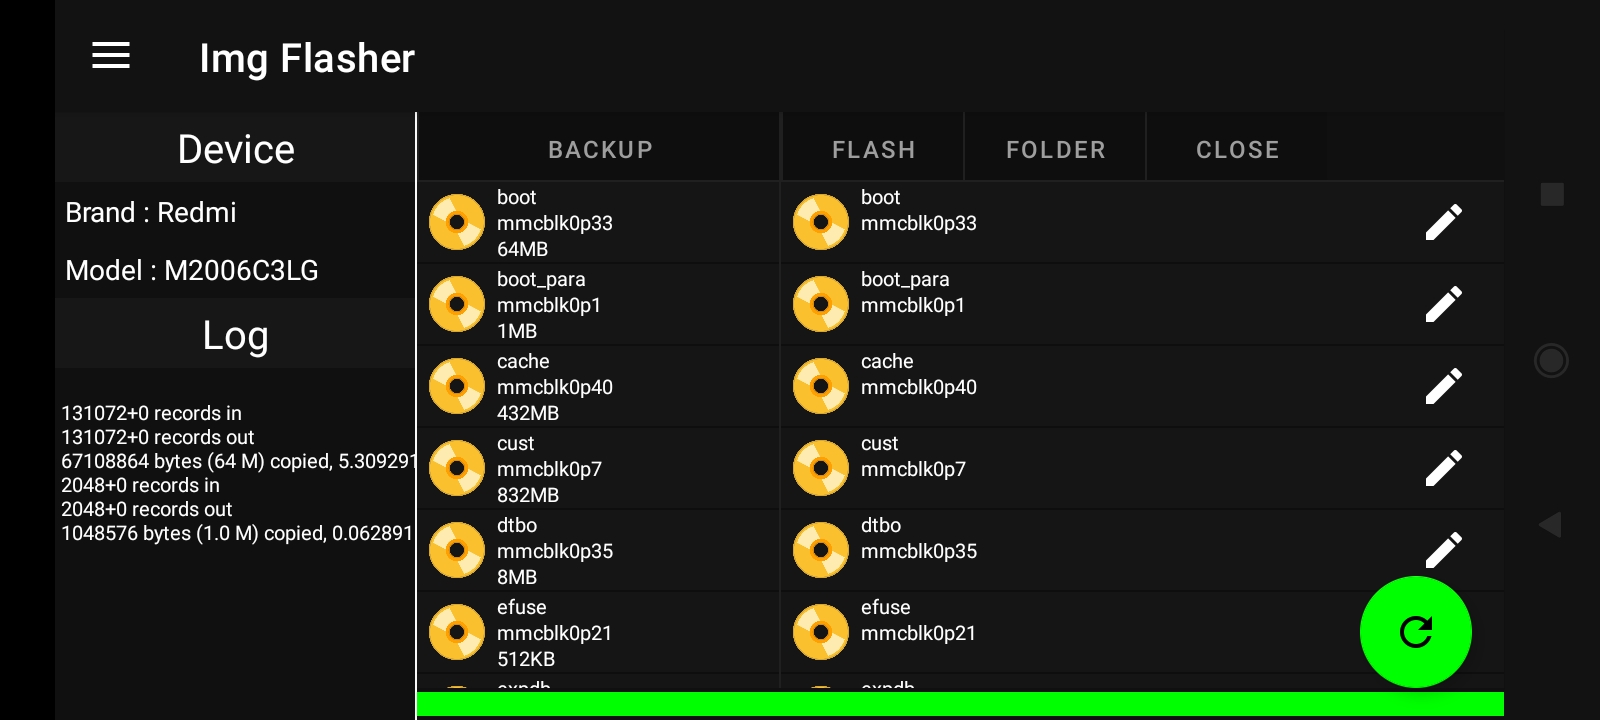 Img Flasher
Device
Brand : Redmi
Model : M2006C3LG
Log
131072+0 records in
131072+0 records out
67108864 bytes (64 M) copied, 5.309291
2048+0 records in
2048+0 records out
1048576 bytes (1.0 M) copied, 0.062891
BACKUP
boot
mmcblk0p33
64MB
boot_para
mmcblk0p1
1MB
cache
mmcblk0p40
432MB
cust
mmcblk0p7
832MB
dtbo
mmcblk0p35
8MB
efuse
mmcblk0p21
512KB
expdb
FLASH
FOLDER
CLOSE
boot
mmcblk0p33
boot_para
mmcblk0p1
cache
mmcblk0p40
cust
mmcblk0p7
dtbo
mmcblk0p35
efuse
mmcblk0p21
expdb